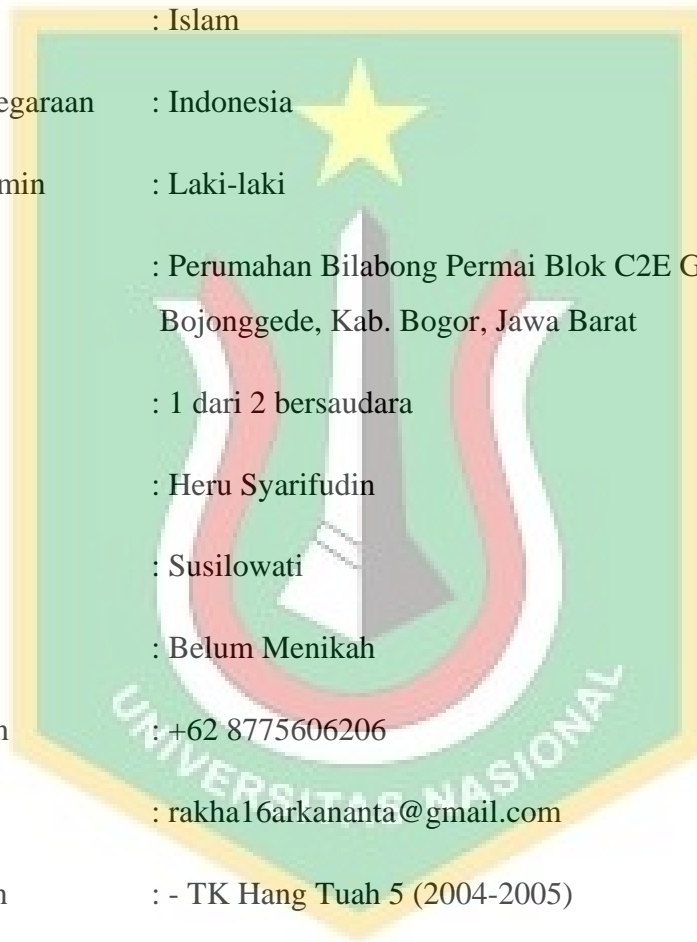 : Islam
egaraan : Indonesia
min : Laki-laki
: Perumahan Bilabong Permai Blok C2E G
Bojonggede, Kab. Bogor, Jawa Barat
: 1 dari 2 bersaudara
: Heru Syarifudin
: Susilowati
: Belum Menikah
n : +62 8775606206
: rakha16arkananta@gmail.com
n : - TK Hang Tuah 5 (2004-2005)
UNIVERSITAS NASIONAL